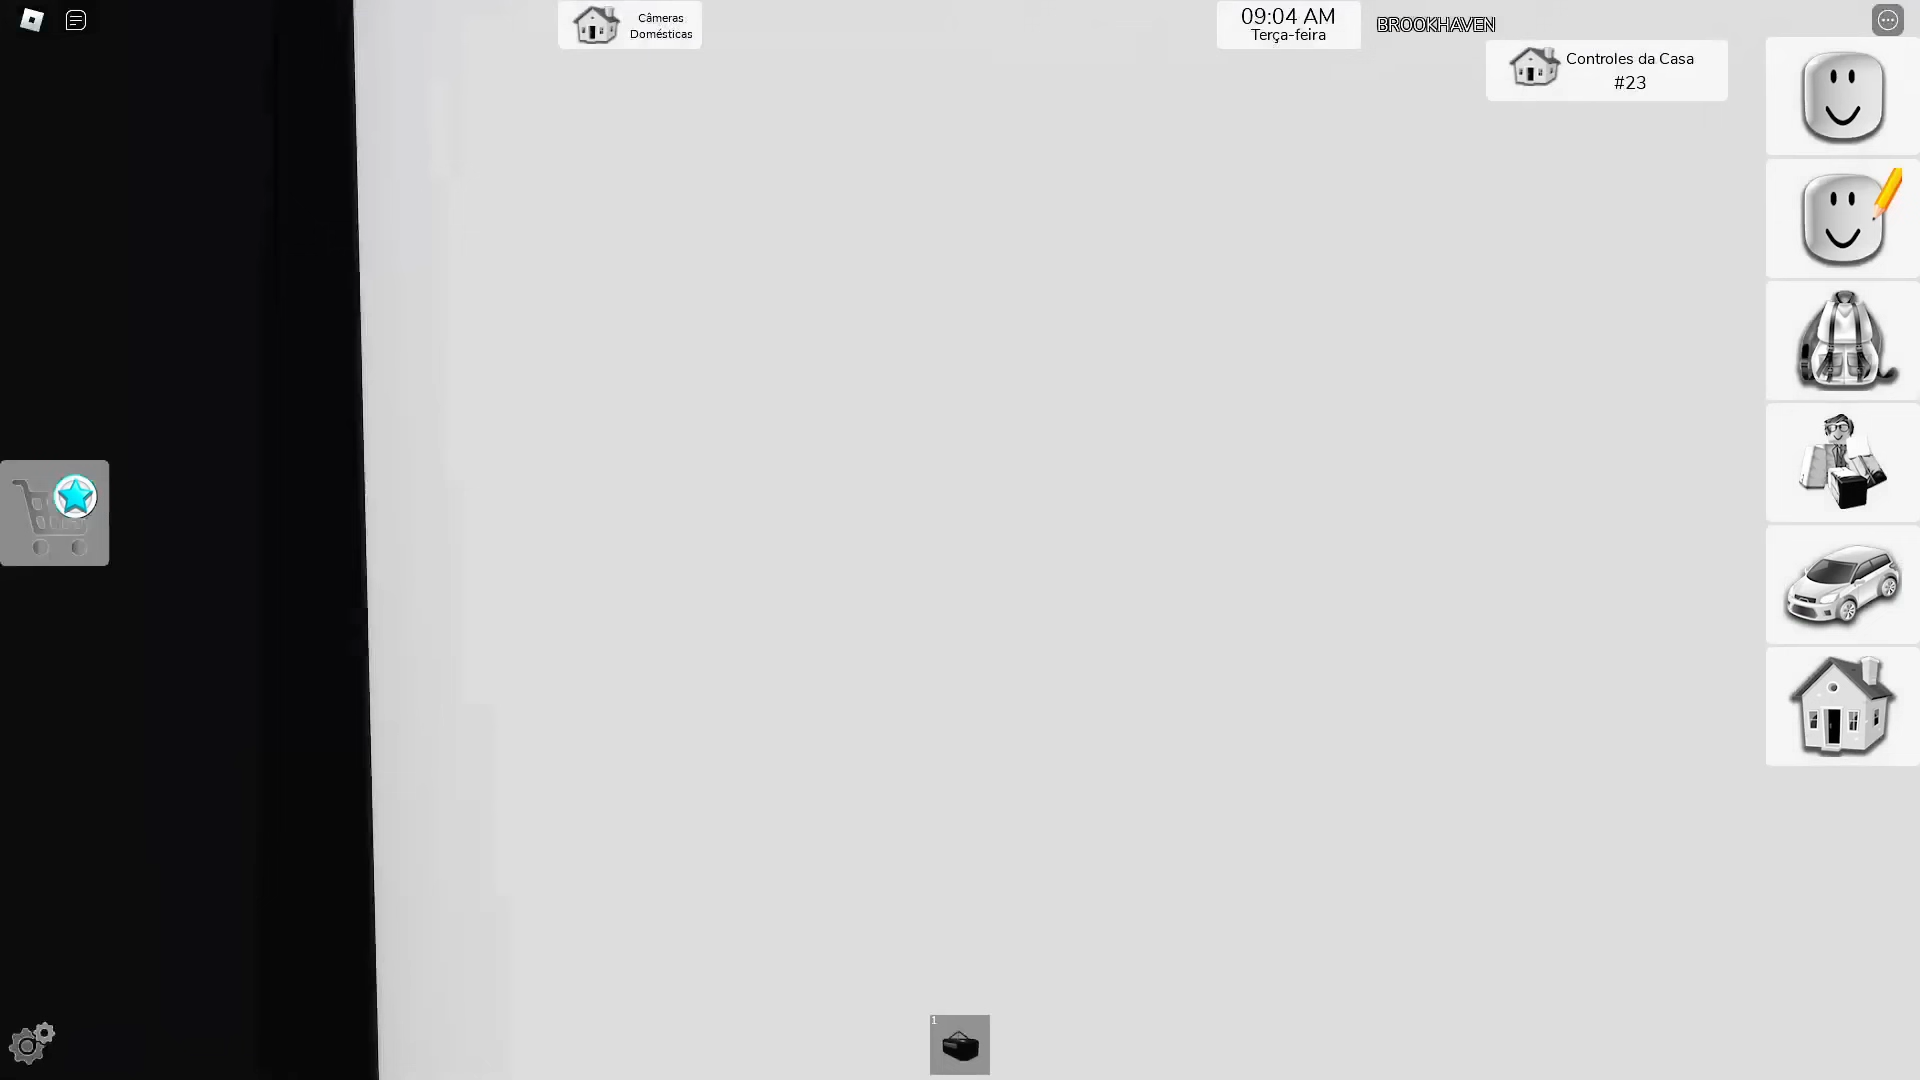 Câmeras
Domésticas
09:04 AM
Terça-feira
BROOKHAVEN
Controles da Casa
#23
1